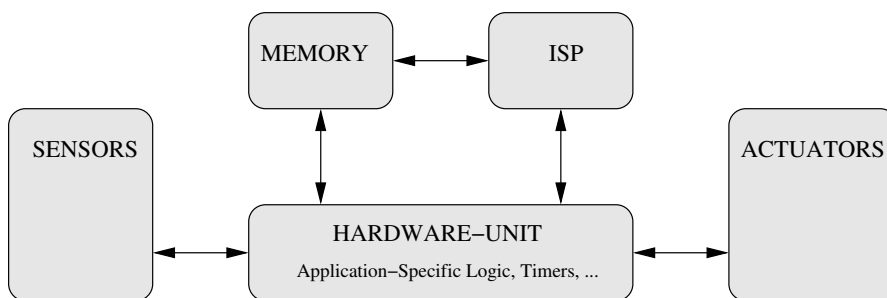 MEMORY
ISP
SENSORS
ACTUATORS
HARDWARE–UNIT
Application–Specific Logic, Timers, ...